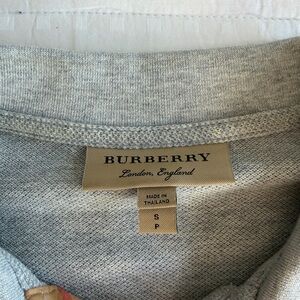 BURBERRY
London, England
MADE IN
THAILAND
S
P